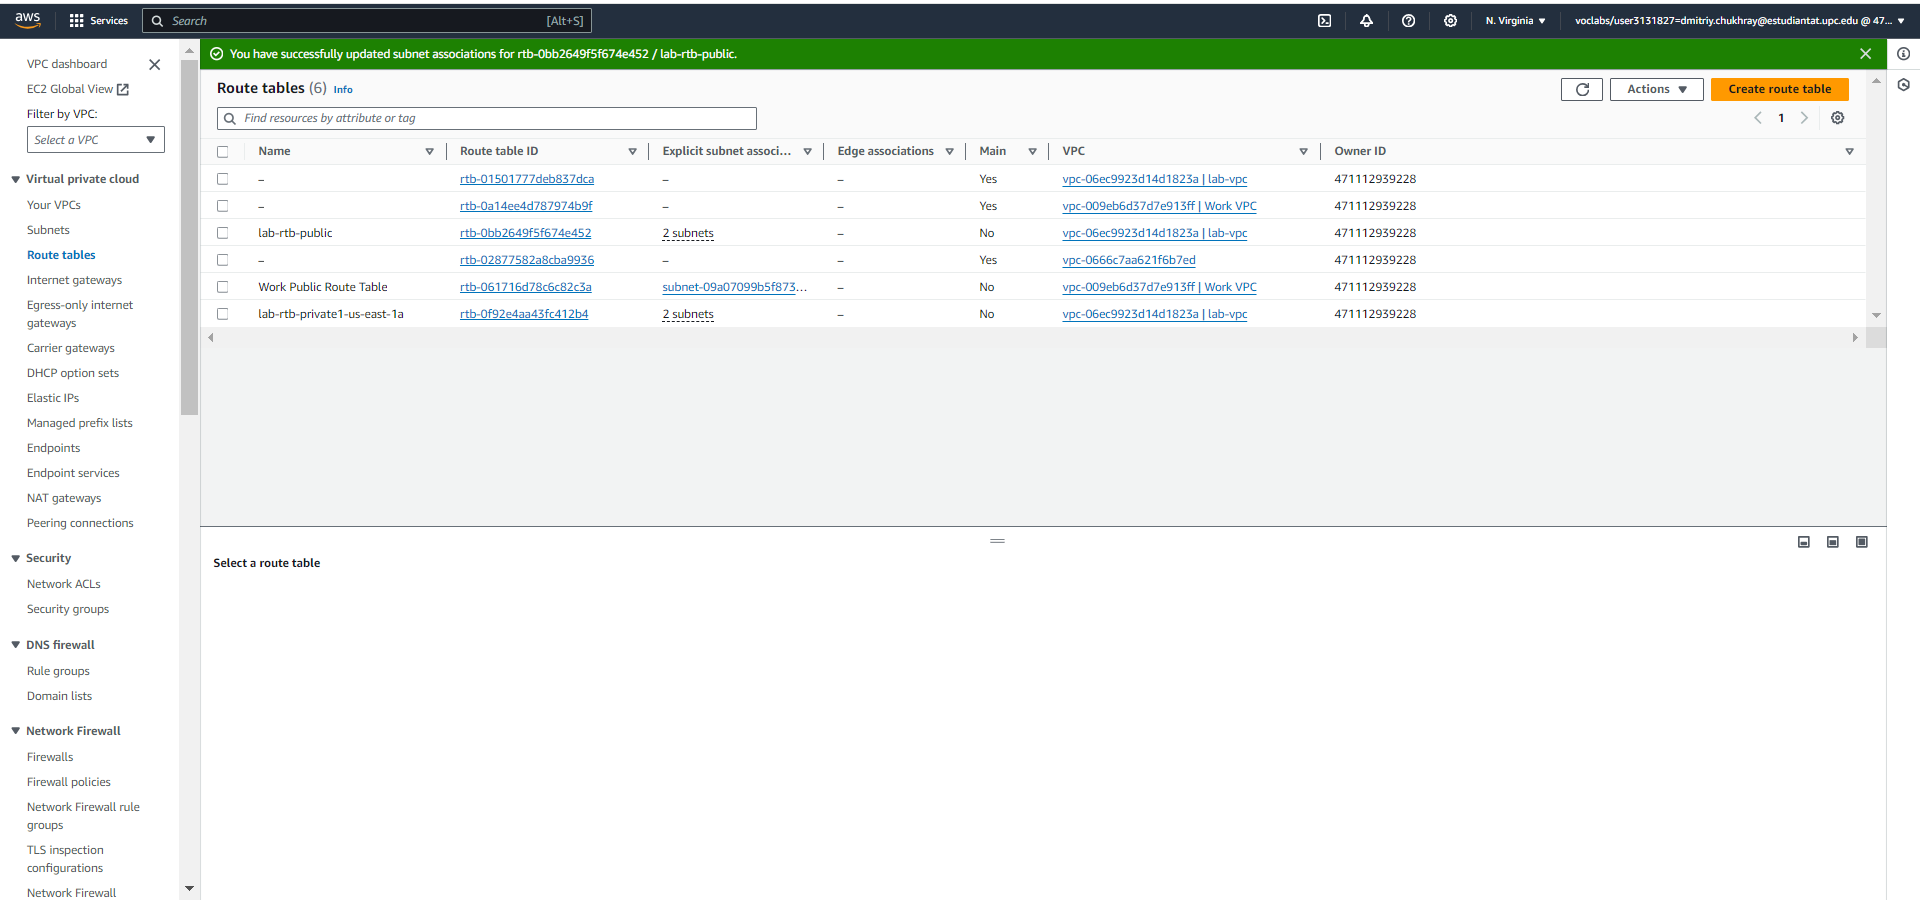 aws Services Search [Alt+S] N. Virginia voclabs/user3131827=dmitriy.chukhray@estudiantat.upc.edu @ 47...
VPC dashboard
EC2 Global View
Filter by VPC:
Select a VPC
Virtual private cloud
Your VPCs
Subnets
Route tables
Internet gateways
Egress-only internet
gateways
Carrier gateways
DHCP option sets
Elastic IPs
Managed prefix lists
Endpoints
Endpoint services
NAT gateways
Peering connections
Security
Network ACLs
Security groups
DNS firewall
Rule groups
Domain lists
Network Firewall
Firewalls
Firewall policies
Network Firewall rule
groups
TLS inspection
configurations
Network Firewall
You have successfully updated subnet associations for rtb-0bb2649f5f674e452 / lab-rtb-public.
Route tables (6) Info
Actions
Create route table
Find resources by attribute or tag
1
Name Route table ID Explicit subnet associ... Edge associations Main VPC Owner ID
– rtb-01501777deb837dca – – Yes vpc-06ec9923d14d1823a | lab-vpc 471112939228
– rtb-0a14ee4d787974b9f – – Yes vpc-009eb6d37d7e913ff | Work VPC 471112939228
lab-rtb-public rtb-0bb2649f5f674e452 2 subnets – No vpc-06ec9923d14d1823a | lab-vpc 471112939228
– rtb-02877582a8cba9936 – – Yes vpc-0666c7aa621f6b7ed 471112939228
Work Public Route Table rtb-061716d78c6c82c3a subnet-09a07099b5f873... – No vpc-009eb6d37d7e913ff | Work VPC 471112939228
lab-rtb-private1-us-east-1a rtb-0f92e4aa43fc412b4 2 subnets – No vpc-06ec9923d14d1823a | lab-vpc 471112939228
Select a route table